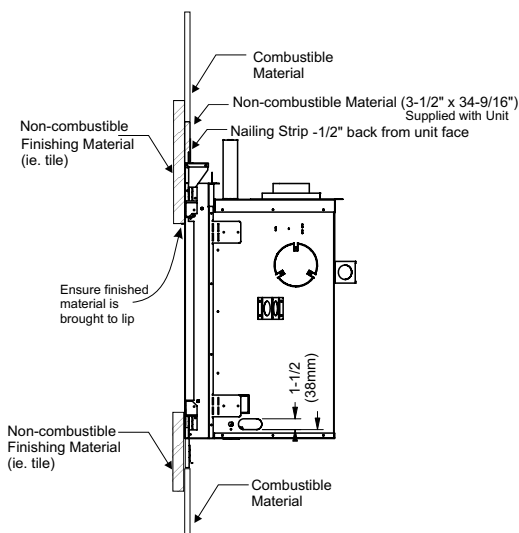 Combustible
Material
Non-combustible Material (3-1/2" x 34-9/16")
Supplied with Unit
Non-combustible
Finishing Material
(ie. tile)
Nailing Strip -1/2" back from unit face
Ensure finished
material is
brought to lip
1-1/2
(38mm)
Non-combustible
Finishing Material
(ie. tile)
Combustible
Material